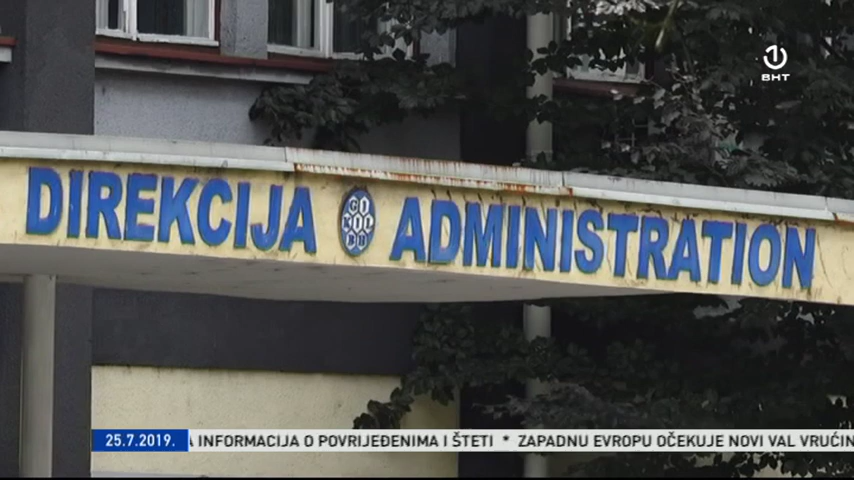 BHT
DIREKCIJA ADMINISTRATION
25.7.2019. A INFORMACIJA O POVRIJEĐENIMA I ŠTETI * ZAPADNU EVROPU OČEKUJE NOVI VAL VRUĆIN